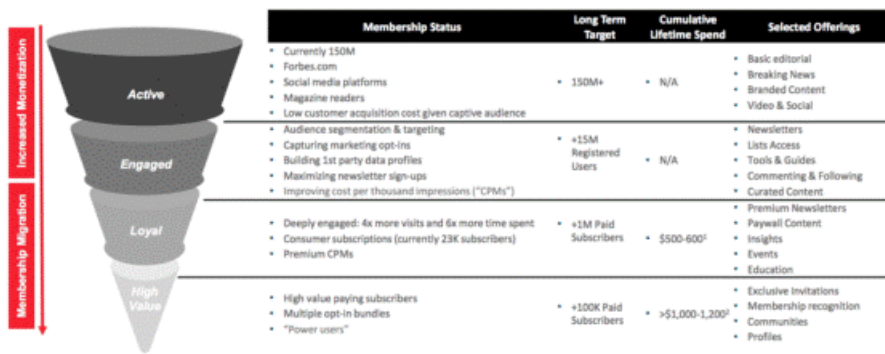 Increased Monetization
Membership Migration
Active
Engaged
Loyal
High
Value
Membership Status
Long Term
Target
Cumulative
Lifetime Spend
Selected Offerings
• Currently 150M
• Forbes.com
• Social media platforms
• Magazine readers
• Low customer acquisition cost given captive audience
• 150M+
• N/A
• Basic editorial
• Breaking News
• Branded Content
• Video & Social
• Audience segmentation & targeting
• Capturing marketing opt-ins
• Building 1st party data profiles
• Maximizing newsletter sign-ups
• Improving cost per thousand impressions ("CPMs")
• +15M
Registered
Users
• N/A
• Newsletters
• Lists Access
• Tools & Guides
• Commenting & Following
• Curated Content
• Deeply engaged: 4x more visits and 6x more time spent
• Consumer subscriptions (currently 23K subscribers)
• Premium CPMs
• +1M Paid
Subscribers
• $500-600¹
• Premium Newsletters
• Paywall Content
• Insights
• Events
• Education
• High value paying subscribers
• Multiple opt-in bundles
• "Power users"
• +100K Paid
Subscribers
• >$1,000-1,200²
• Exclusive Invitations
• Membership recognition
• Communities
• Profiles